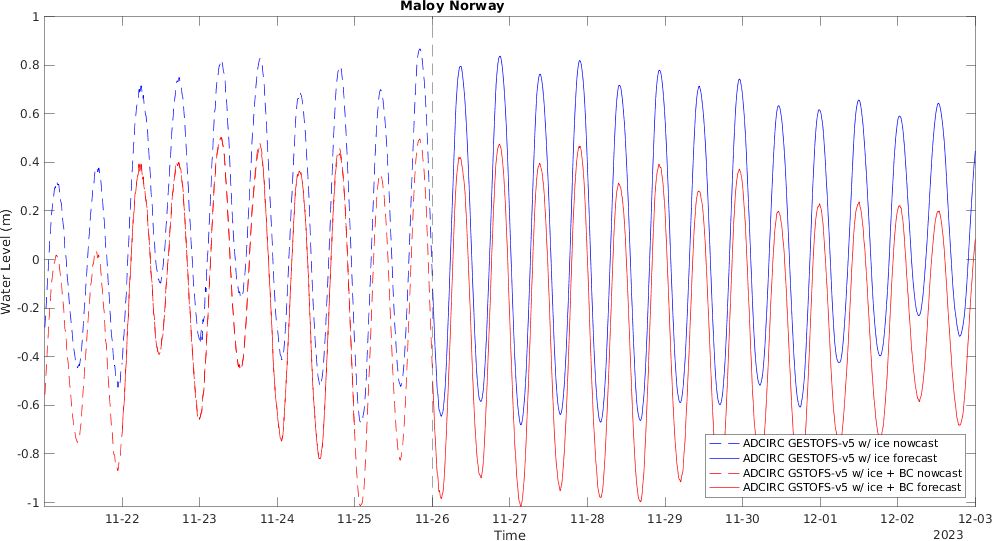 Maloy Norway
Water Level (m)
1
0.8
0.6
0.4
0.2
0
-0.2
-0.4
-0.6
-0.8
-1
ADCIRC GESTOFS-v5 w/ ice nowcast
ADCIRC GESTOFS-v5 w/ ice forecast
ADCIRC GSTOFS-v5 w/ ice + BC nowcast
ADCIRC GSTOFS-v5 w/ ice + BC forecast
11-22 11-23 11-24 11-25 11-26 11-27 11-28 11-29 11-30 12-01 12-02 12-03
Time
2023